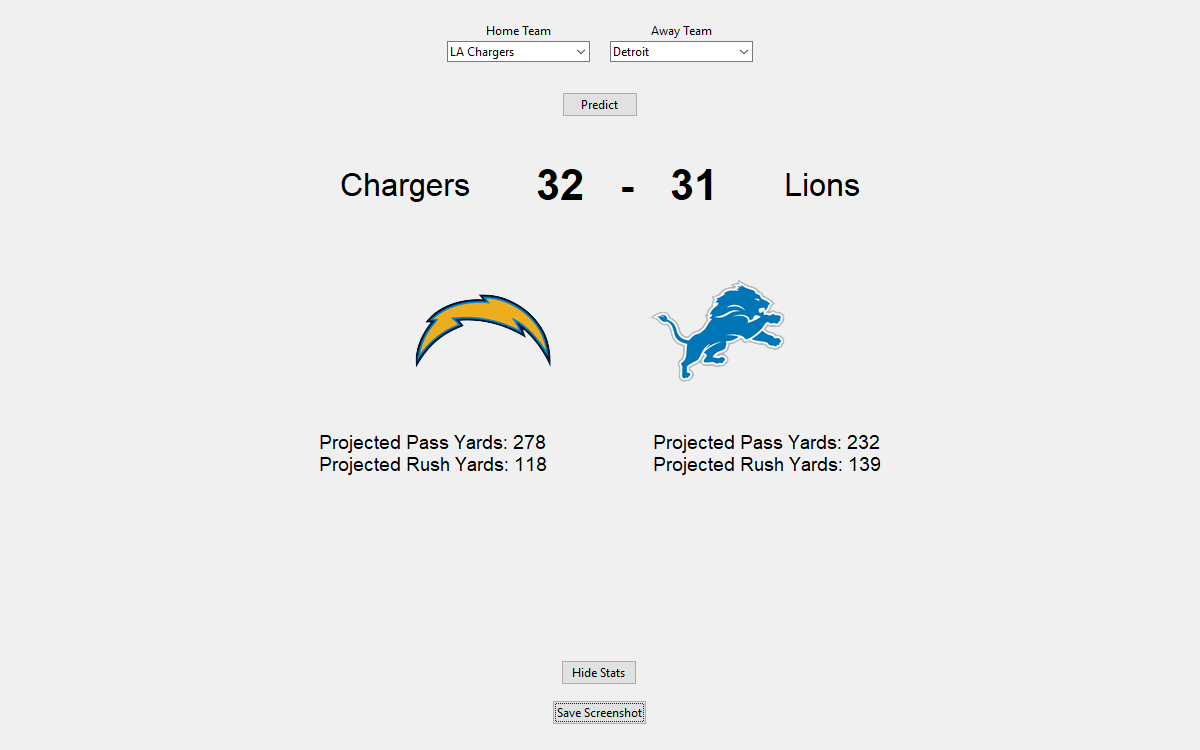 Home Team Away Team
LA Chargers Detroit
Predict
Chargers 32 - 31 Lions
Projected Pass Yards: 278 Projected Pass Yards: 232
Projected Rush Yards: 118 Projected Rush Yards: 139
Hide Stats
Save Screenshot